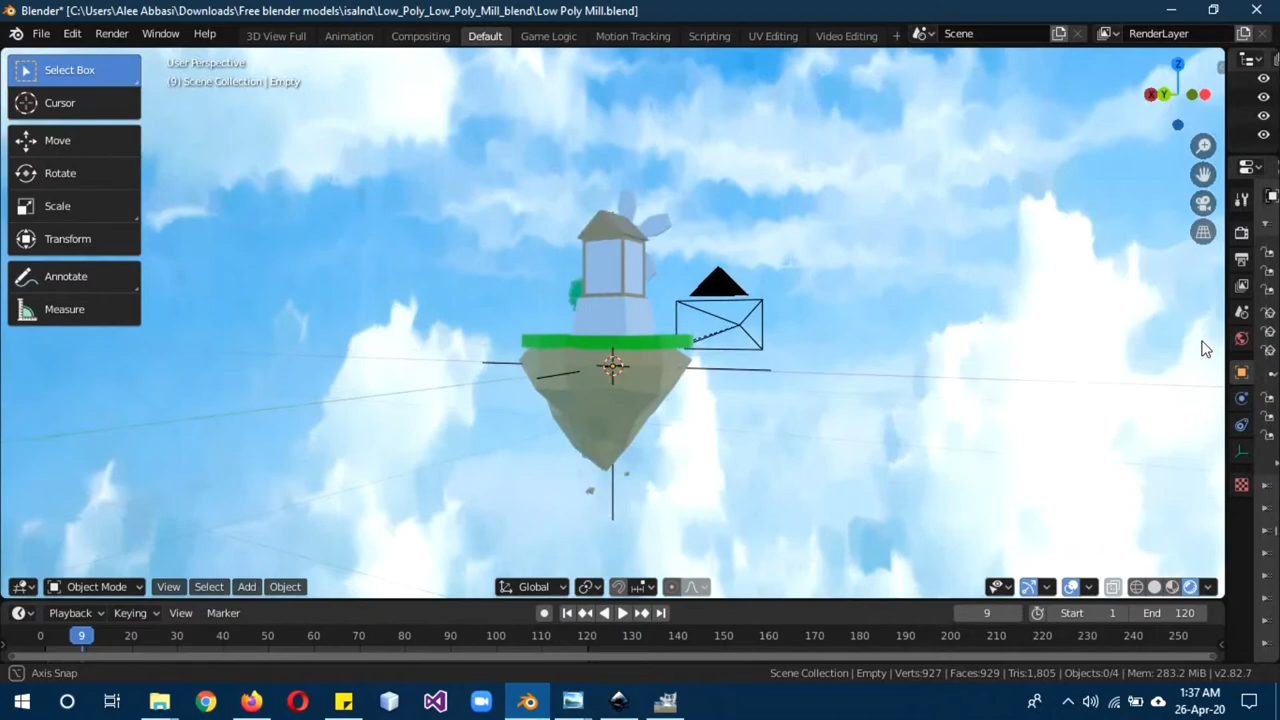 Blender* [C:\Users\Alee Abbasi\Downloads\Free blender models\isalnd\Low_Poly_Low_Poly_Mill_blend\Low Poly Mill.blend]
File Edit Render Window Help 3D View Full Animation Compositing Default Game Logic Motion Tracking Scripting UV Editing Video Editing + Scene RenderLayer
Select Box
User Perspective
(9) Scene Collection | Empty
Cursor
Move
Rotate
Scale
Transform
Annotate
Measure
Z
X
Y
Object Mode View Select Add Object Global
Playback Keying View Marker 9 Start 1 End 120
0 9 20 30 40 50 60 70 80 90 100 110 120 130 140 150 160 170 180 190 200 210 220 230 240 250
Axis Snap Scene Collection | Empty | Verts:927 | Faces:929 | Tris:1,805 | Objects:0/4 | Mem: 283.2 MiB | v2.82.7
1:37 AM
26-Apr-20